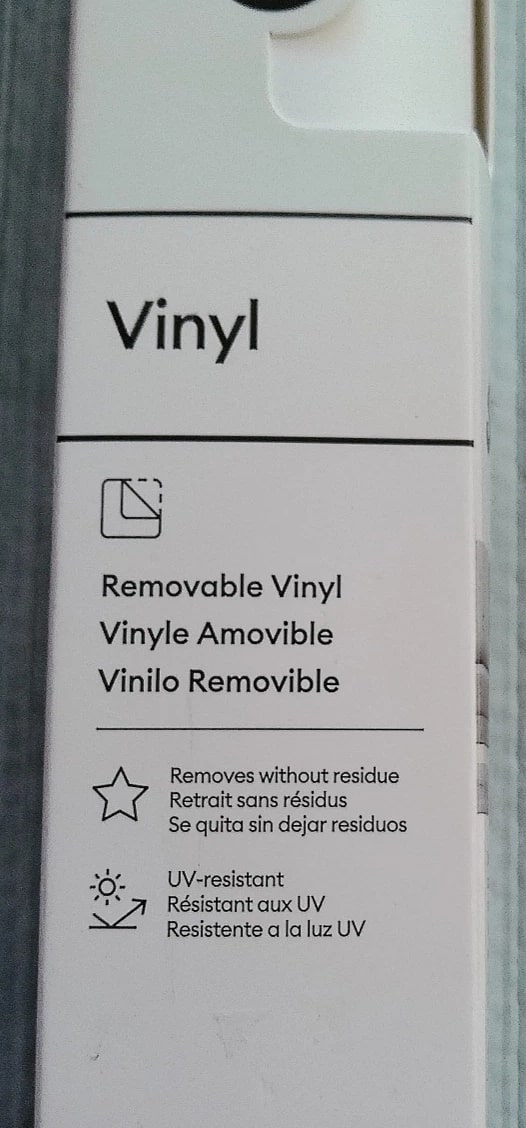 Vinyl
Removable Vinyl
Vinyle Amovible
Vinilo Removible
Removes without residue
Retrait sans résidus
Se quita sin dejar residuos
UV-resistant
Résistant aux UV
Resistente a la luz UV